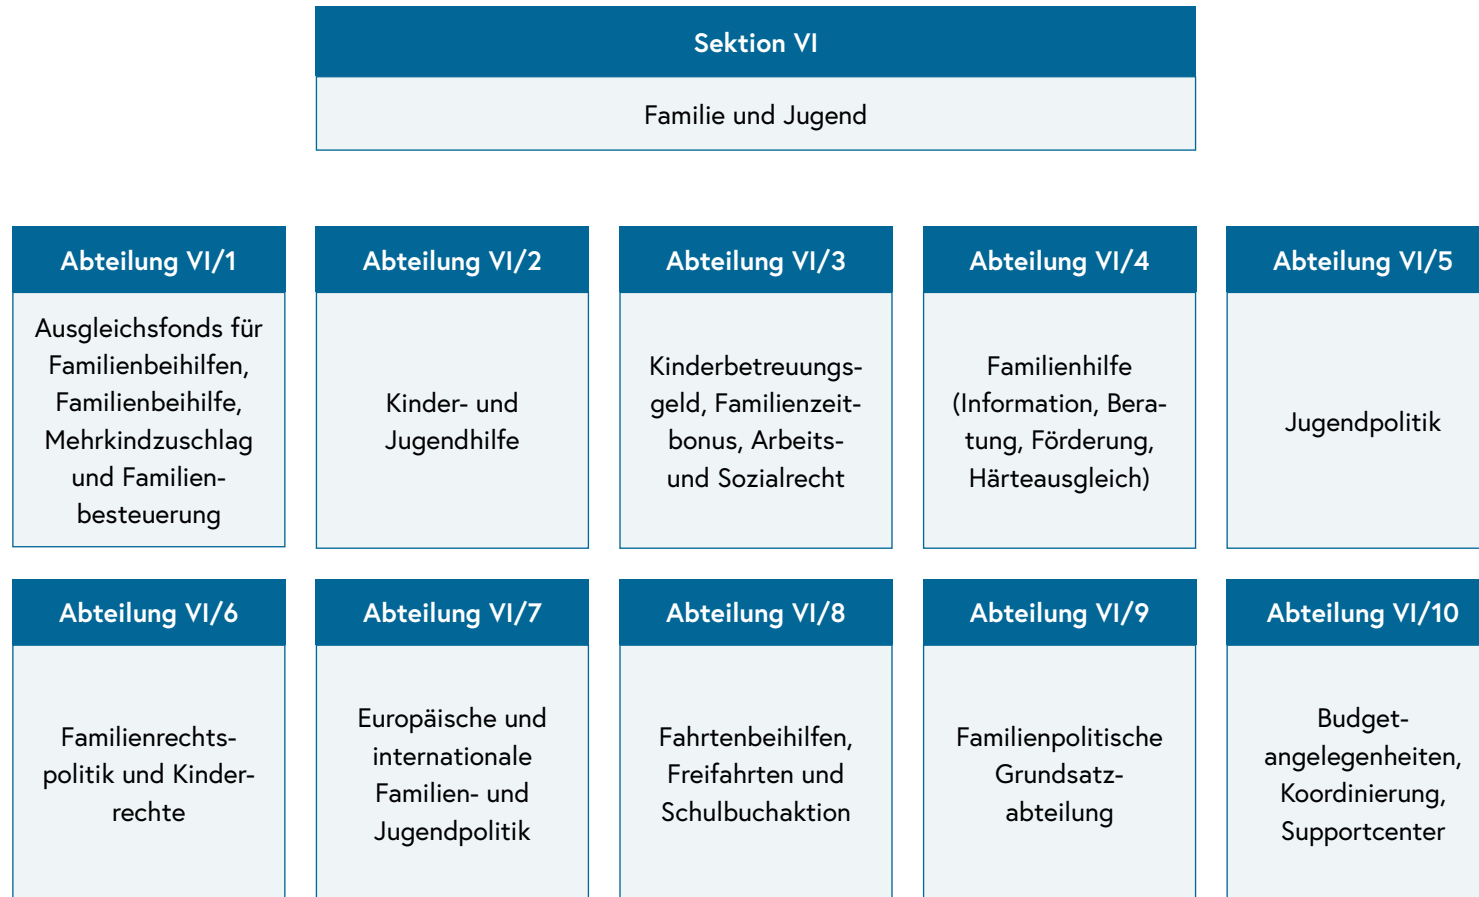 Sektion VI
Familie und Jugend
Abteilung VI/1
Ausgleichsfonds für
Familienbeihilfen,
Familienbeihilfe,
Mehrkindzuschlag
und Familien-
besteuerung
Abteilung VI/2
Kinder- und
Jugendhilfe
Abteilung VI/3
Kinderbetreuungs-
geld, Familienzeit-
bonus, Arbeits-
und Sozialrecht
Abteilung VI/4
Familienhilfe
(Information, Bera-
tung, Förderung,
Härteausgleich)
Abteilung VI/5
Jugendpolitik
Abteilung VI/6
Familienrechts-
politik und Kinder-
rechte
Abteilung VI/7
Europäische und
internationale
Familien- und
Jugendpolitik
Abteilung VI/8
Fahrtenbeihilfen,
Freifahrten und
Schulbuchaktion
Abteilung VI/9
Familienpolitische
Grundsatz-
abteilung
Abteilung VI/10
Budget-
angelegenheiten,
Koordinierung,
Supportcenter